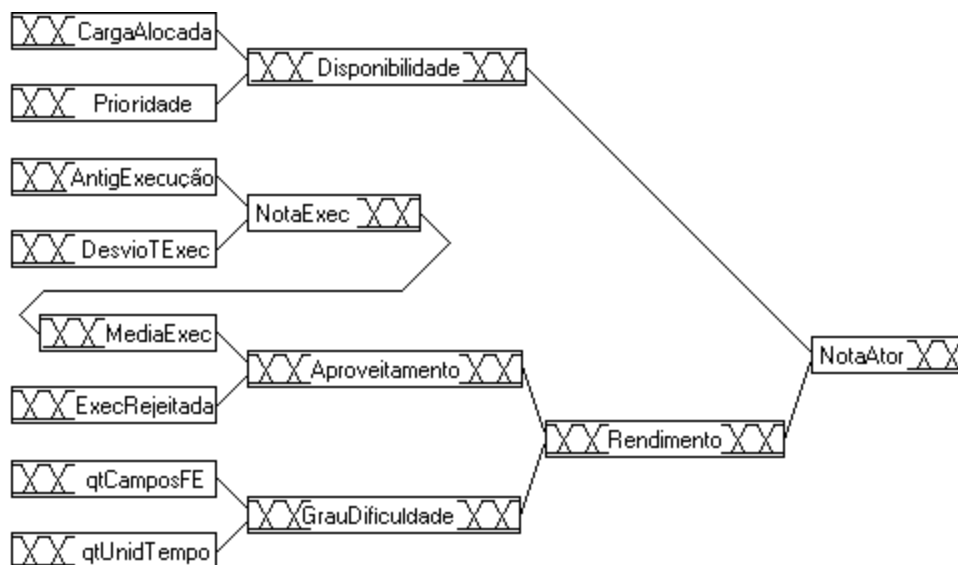 CargaAlocada
Disponibilidade
Prioridade
AntigExecução
NotaExec
DesvioTExec
MediaExec
NotaAtor
Aproveitamento
ExecRejeitada
Rendimento
qtCamposFE
GrauDificuldade
qtUnidTempo